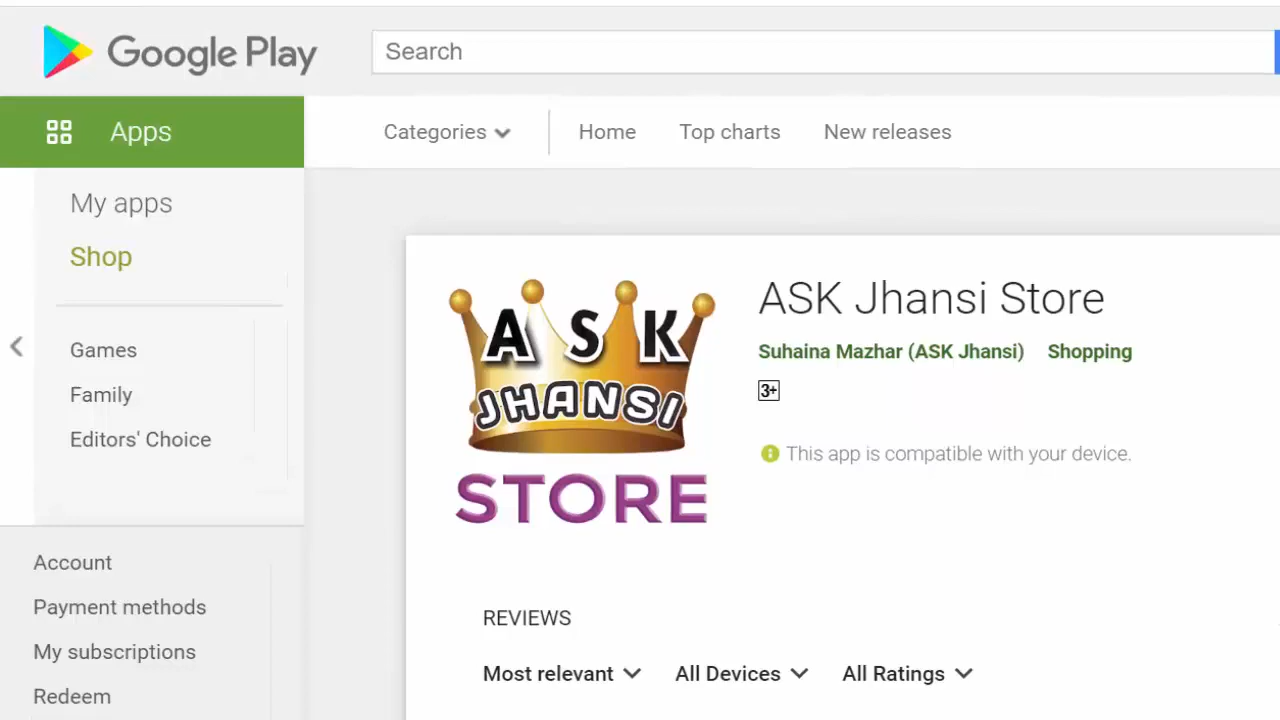 Google Play
Search
Apps
Categories
Home
Top charts
New releases
My apps
Shop
Games
Family
Editors' Choice
Account
Payment methods
My subscriptions
Redeem
A S K
JHANSI
STORE
ASK Jhansi Store
Suhaina Mazhar (ASK Jhansi) Shopping
3+
This app is compatible with your device.
REVIEWS
Most relevant
All Devices
All Ratings